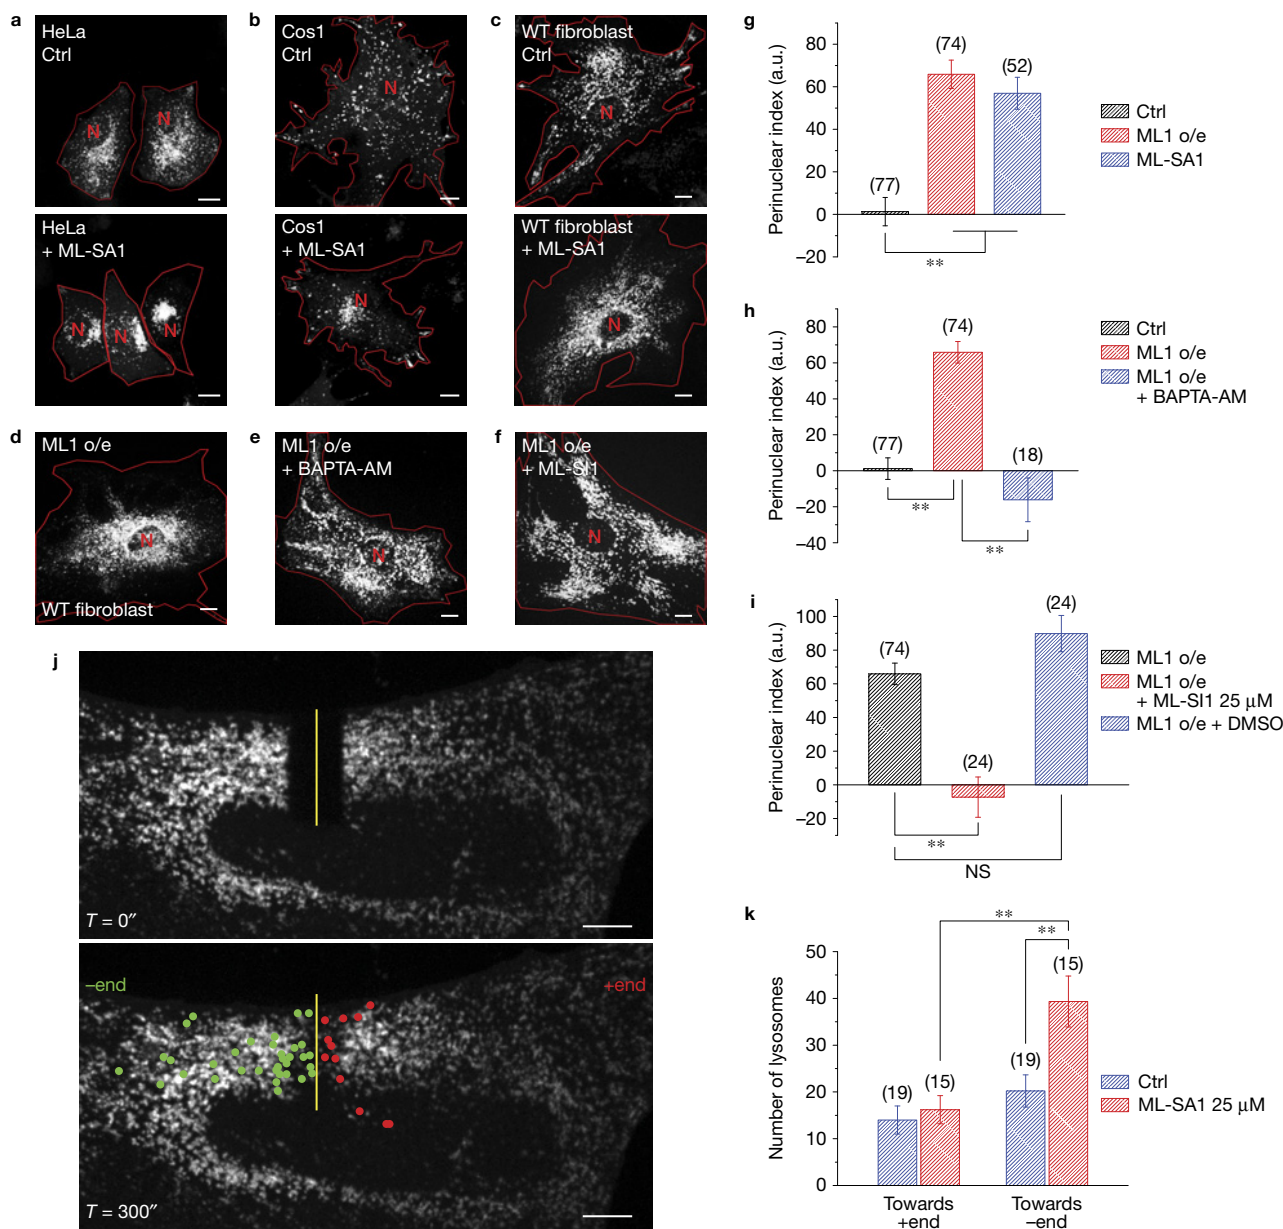 a
HeLa
Ctrl
N
N
b
Cos1
Ctrl
N
c
WT fibroblast
Ctrl
N
HeLa
+ ML-SA1
N
N
N
Cos1
+ ML-SA1
N
WT fibroblast
+ ML-SA1
N
d
ML1 o/e
N
WT fibroblast
e
ML1 o/e
+ BAPTA-AM
N
f
ML1 o/e
+ ML-SI1
N
g
Perinuclear index (a.u.)
80
60
40
20
0
–20
(77)
(74)
(52)
**
Ctrl
ML1 o/e
ML-SA1
h
Perinuclear index (a.u.)
80
60
40
20
0
–20
–40
(77)
(74)
(18)
**
**
Ctrl
ML1 o/e
ML1 o/e
+ BAPTA-AM
i
Perinuclear index (a.u.)
100
80
60
40
20
0
–20
(74)
(24)
(24)
**
NS
ML1 o/e
ML1 o/e
+ ML-SI1 25 μM
ML1 o/e + DMSO
j
T = 0″
–end
+end
T = 300″
k
Number of lysosomes
50
40
30
20
10
0
(19)
(15)
(19)
(15)
**
**
Towards
+end
Towards
–end
Ctrl
ML-SA1 25 μM